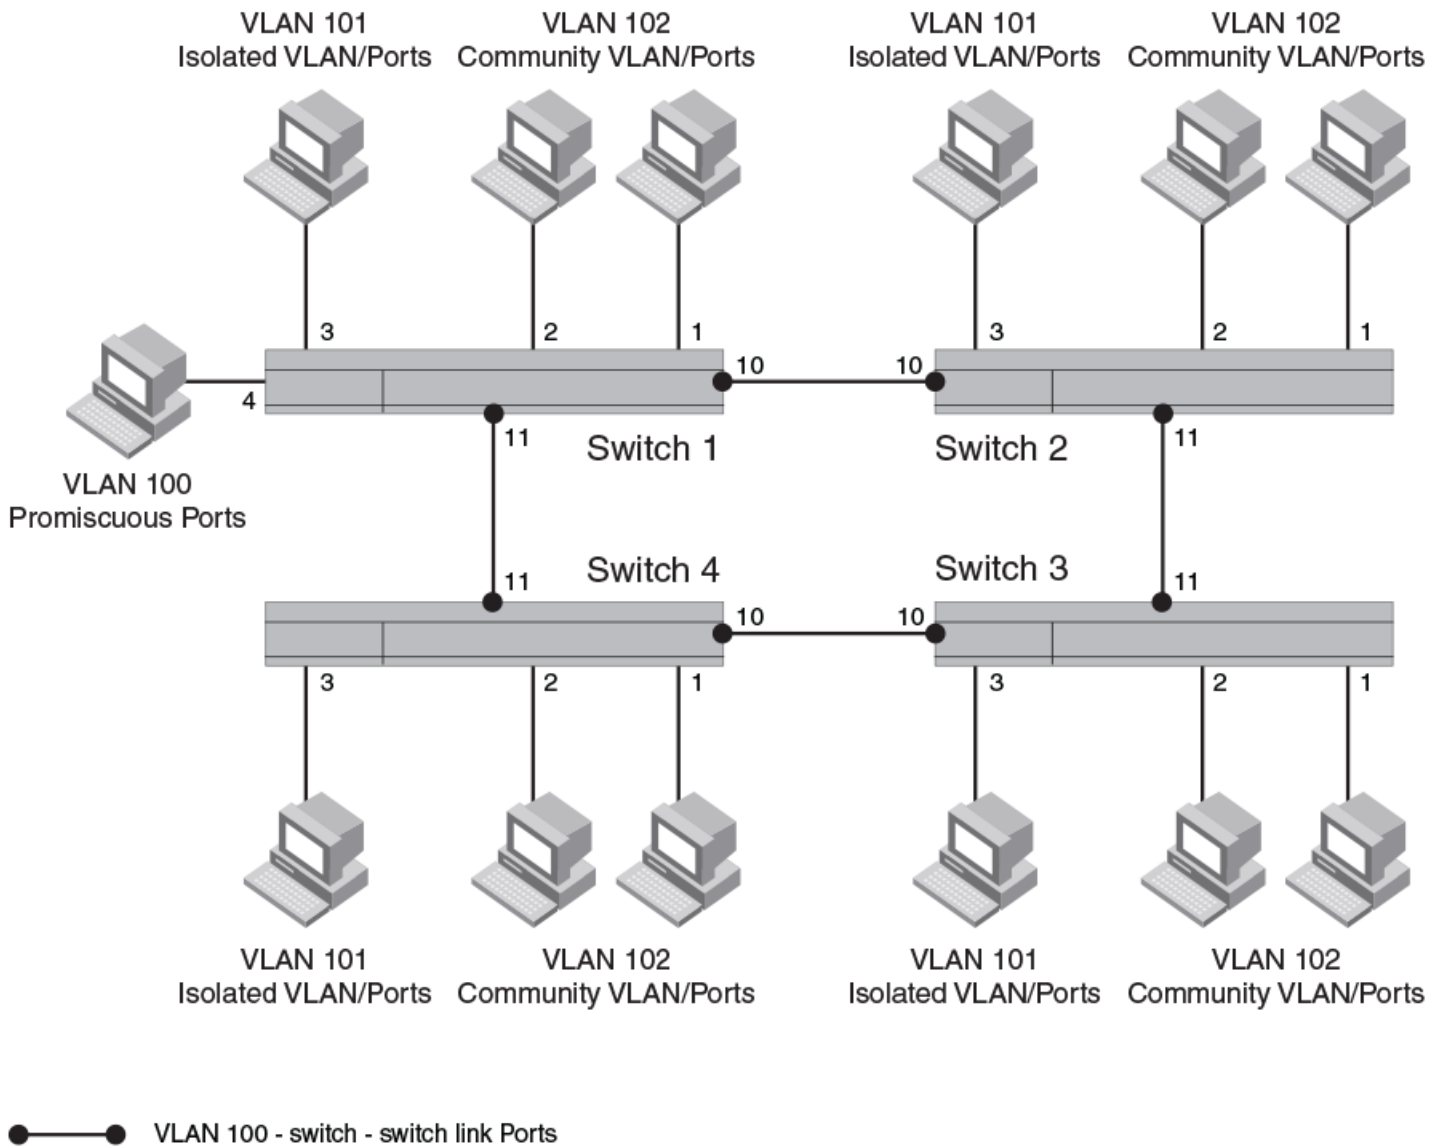 VLAN 101
Isolated VLAN/Ports
VLAN 102
Community VLAN/Ports
VLAN 101
Isolated VLAN/Ports
VLAN 102
Community VLAN/Ports
3
2
1
3
2
1
4
10
10
11
Switch 1
Switch 2
11
VLAN 100
Promiscuous Ports
11
Switch 4
Switch 3
11
10
10
3
2
1
3
2
1
VLAN 101
Isolated VLAN/Ports
VLAN 102
Community VLAN/Ports
VLAN 101
Isolated VLAN/Ports
VLAN 102
Community VLAN/Ports
VLAN 100 - switch - switch link Ports